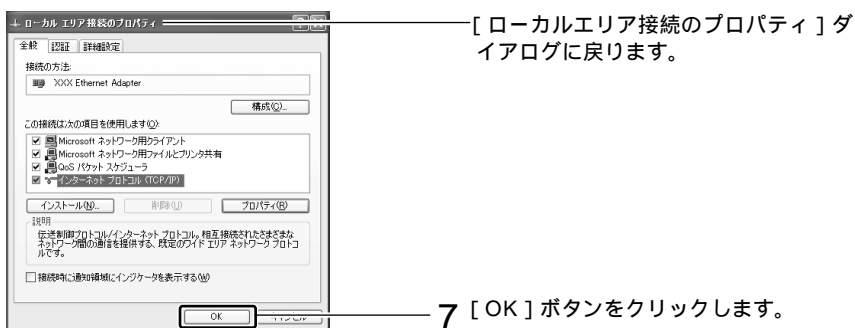 ローカル エリア接続のプロパティ
[ローカルエリア接続のプロパティ]ダ
イアログに戻ります。
全般 認証 詳細設定
接続の方法:
XXX Ethernet Adapter
構成(C)...
この接続は次の項目を使用します(O):
Microsoft ネットワーク用クライアント
Microsoft ネットワーク用ファイルとプリンタ共有
QoS パケット スケジューラ
インターネット プロトコル (TCP/IP)
インストール(N)... 削除(U) プロパティ(R)
説明
伝送制御プロトコル/インターネット プロトコル。相互接続されたさまざまな
ネットワーク間の通信を提供する、既定のワイド エリア ネットワーク プロトコ
ルです。
接続時に通知領域にインジケータを表示する(W)
OK キャンセル
7 [OK]ボタンをクリックします。